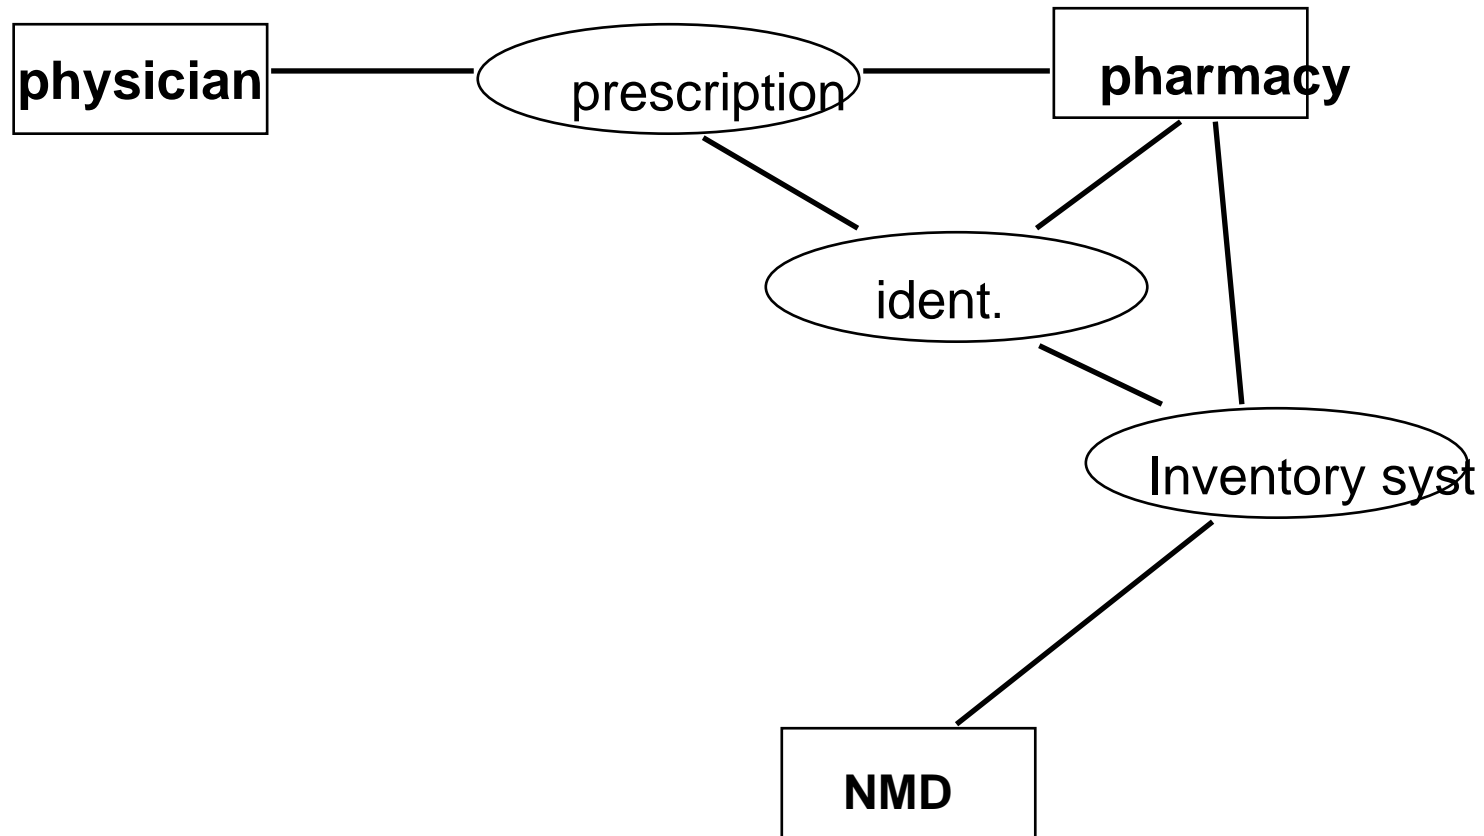 physician
prescription
pharmacy
ident.
Inventory syst
NMD